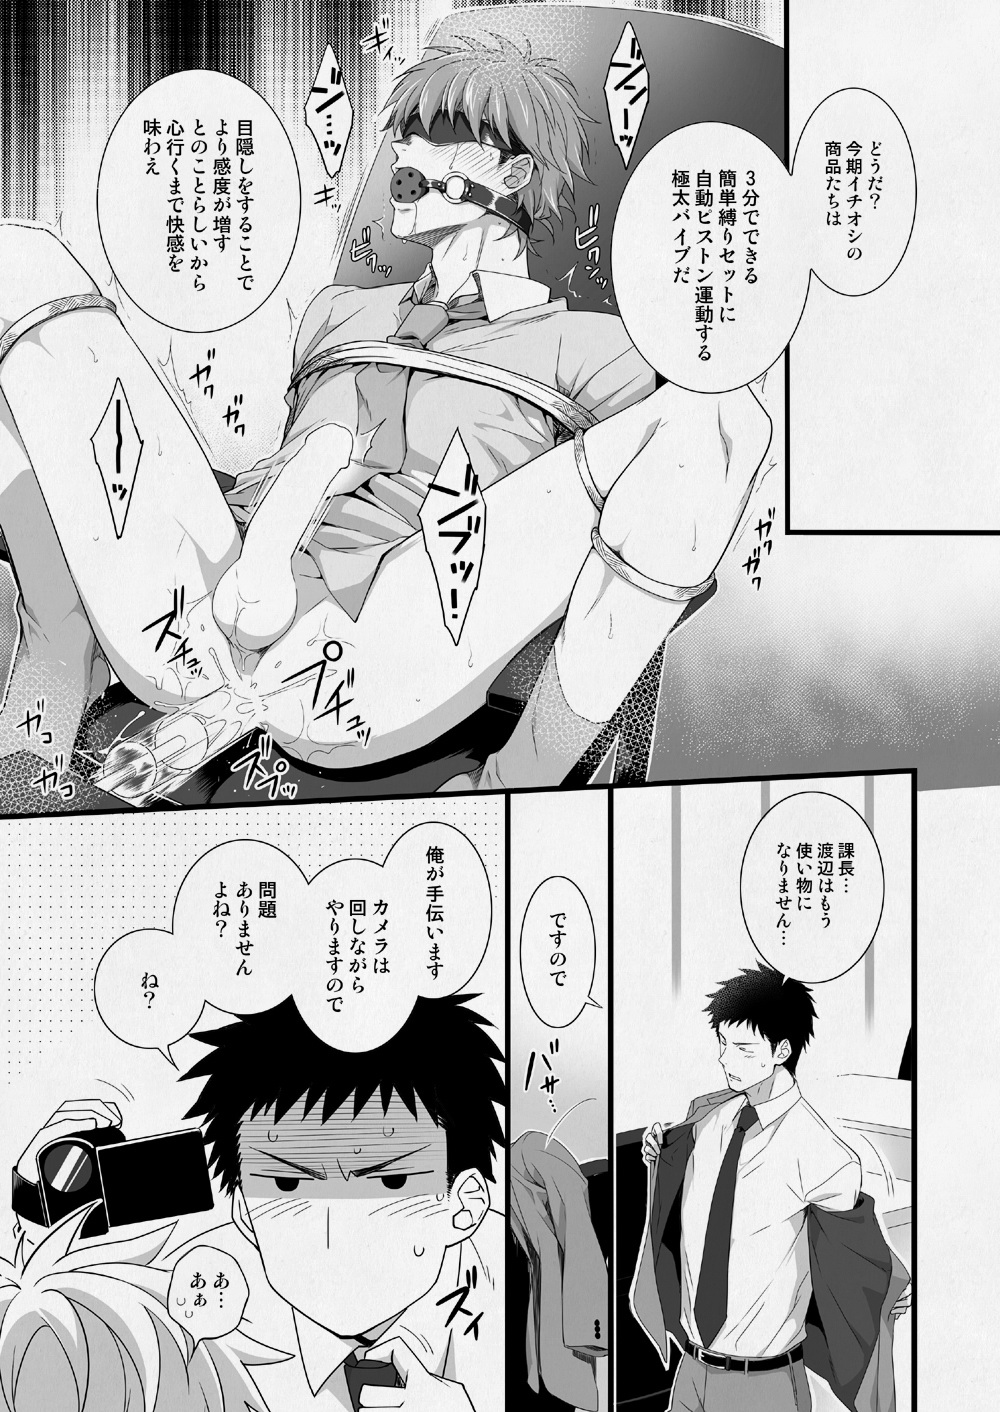 どうだ？
今期イチオシの
商品たちは
3分でできる
簡単縛りセットに
自動ピストン運動する
極太バイブだ
目隠しをすることで
より感度が増す
とのことらしいから
心行くまで快感を
味わえ
ギィ…
ンンーッ
ンン…ッ
ビクッ
ビクッ
ガクガク
ーーッ
ンンブッ！
ガクガク
ズチュッ
プチュッ
ズプッ
ガコガコ
課長…
渡辺はもう
使い物に
なりません…
ですので
バサ…
俺が手伝います
カメラは
回しながら
やりますので
問題
ありません
よね？
ね？
あ…
あぁ
ズイッ